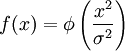 f(x) = ϕ(x²/σ²)